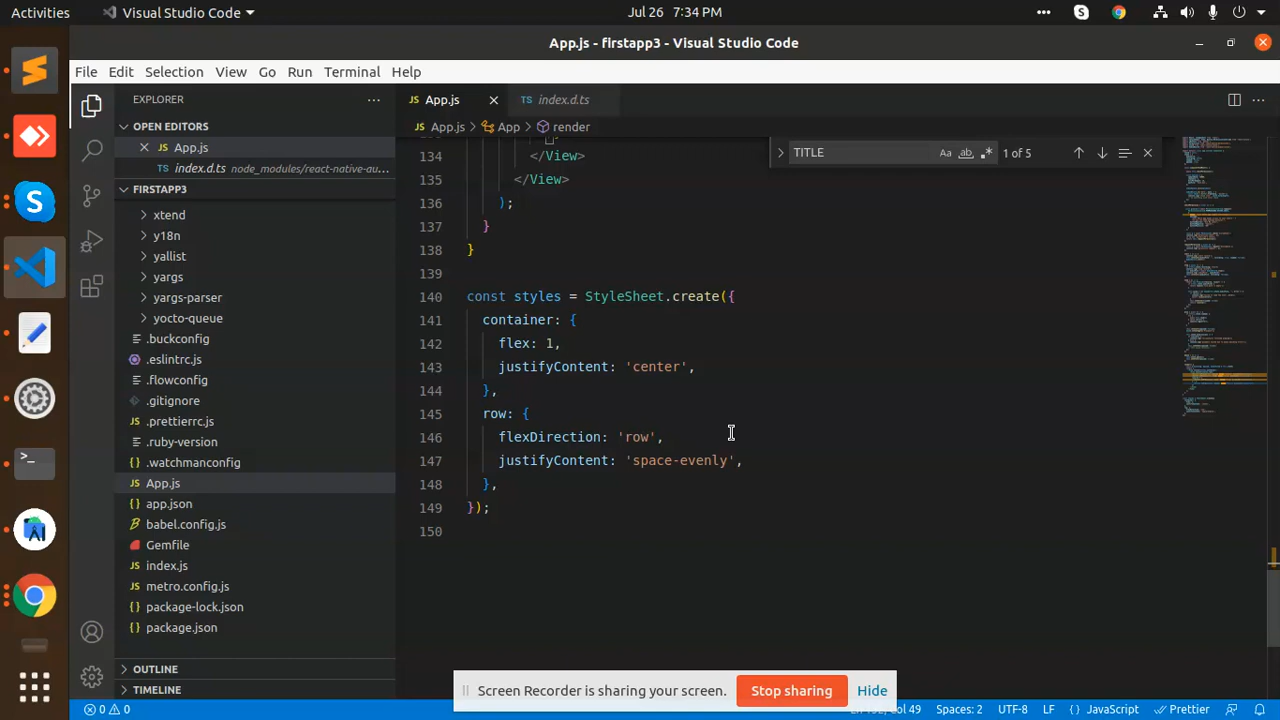 Activities
Visual Studio Code
Jul 26 7:34 PM
App.js - firstapp3 - Visual Studio Code
File Edit Selection View Go Run Terminal Help
EXPLORER
OPEN EDITORS
App.js
TS index.d.ts node_modules/react-native-au...
FIRSTAPP3
xtend
y18n
yallist
yargs
yargs-parser
yocto-queue
.buckconfig
.eslintrc.js
.flowconfig
.gitignore
.prettierrc.js
.ruby-version
.watchmanconfig
App.js
app.json
babel.config.js
Gemfile
index.js
metro.config.js
package-lock.json
package.json
OUTLINE
TIMELINE
App.js
TS index.d.ts
App.js > App > render
TITLE
Aa ab .*
1 of 5
134 </View>
135 </View>
136 );
137 }
138 }
139
140 const styles = StyleSheet.create({
141 container: {
142 flex: 1,
143 justifyContent: 'center',
144 },
145 row: {
146 flexDirection: 'row',
147 justifyContent: 'space-evenly',
148 },
149 });
150
Screen Recorder is sharing your screen.
Stop sharing
Hide
0 0
Col 49
Spaces: 2
UTF-8
LF
{ } JavaScript
Prettier